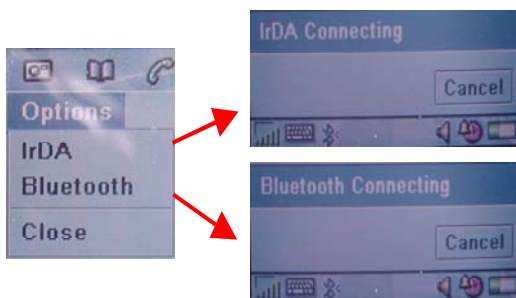 Options
IrDA
Bluetooth
Close
IrDA Connecting
Cancel
Bluetooth Connecting
Cancel